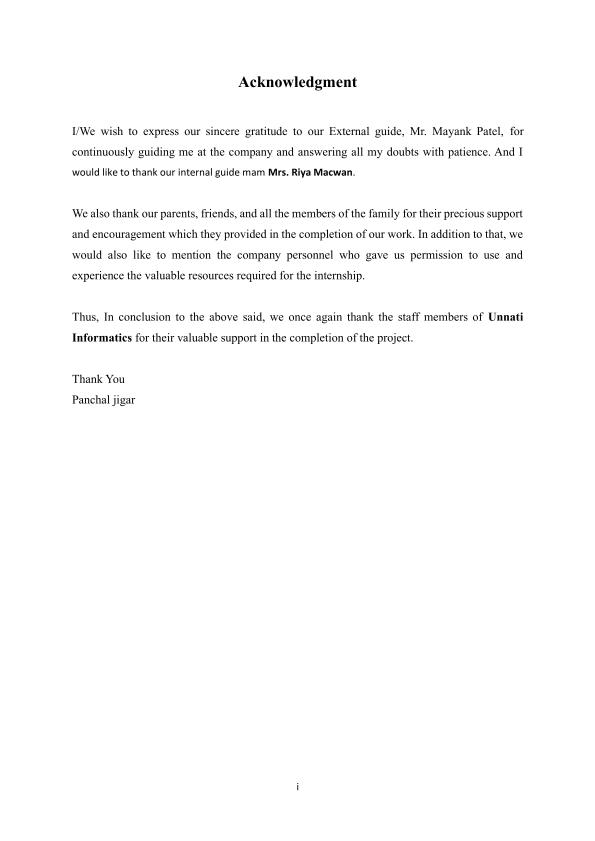 Acknowledgment
I/We wish to express our sincere gratitude to our External guide, Mr. Mayank Patel, for
continuously guiding me at the company and answering all my doubts with patience. And I
would like to thank our internal guide mam Mrs. Riya Macwan.
We also thank our parents, friends, and all the members of the family for their precious support
and encouragement which they provided in the completion of our work. In addition to that, we
would also like to mention the company personnel who gave us permission to use and
experience the valuable resources required for the internship.
Thus, In conclusion to the above said, we once again thank the staff members of Unnati
Informatics for their valuable support in the completion of the project.
Thank You
Panchal jigar
i